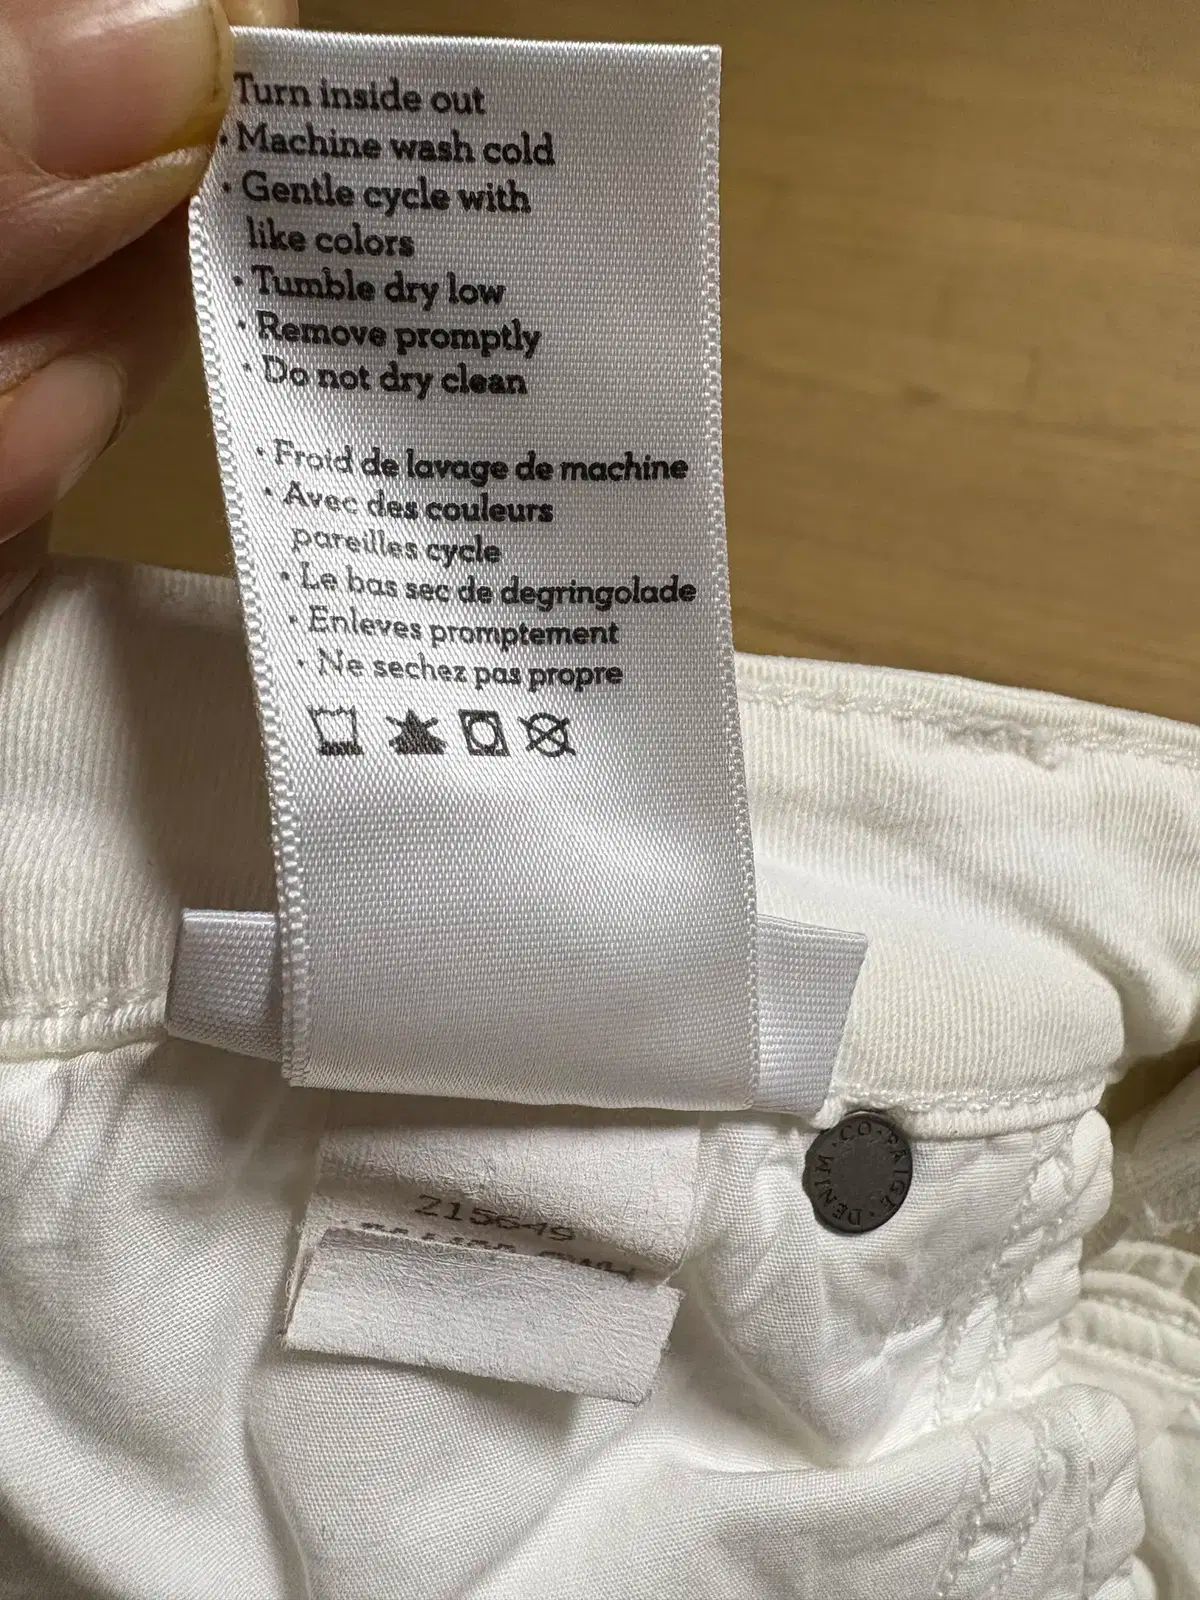 Turn inside out
• Machine wash cold
• Gentle cycle with
like colors
• Tumble dry low
• Remove promptly
• Do not dry clean
• Froid de lavage de machine
• Avec des couleurs
pareilles cycle
• Le bas sec de degringolade
• Enleves promptement
• Ne sechez pas propre
PAIGE • DENIM • CO •
215649